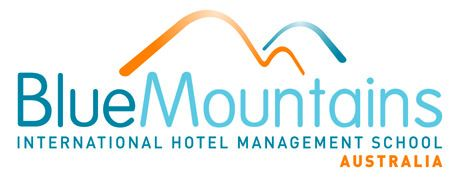 BlueMountains
INTERNATIONAL HOTEL MANAGEMENT SCHOOL
AUSTRALIA